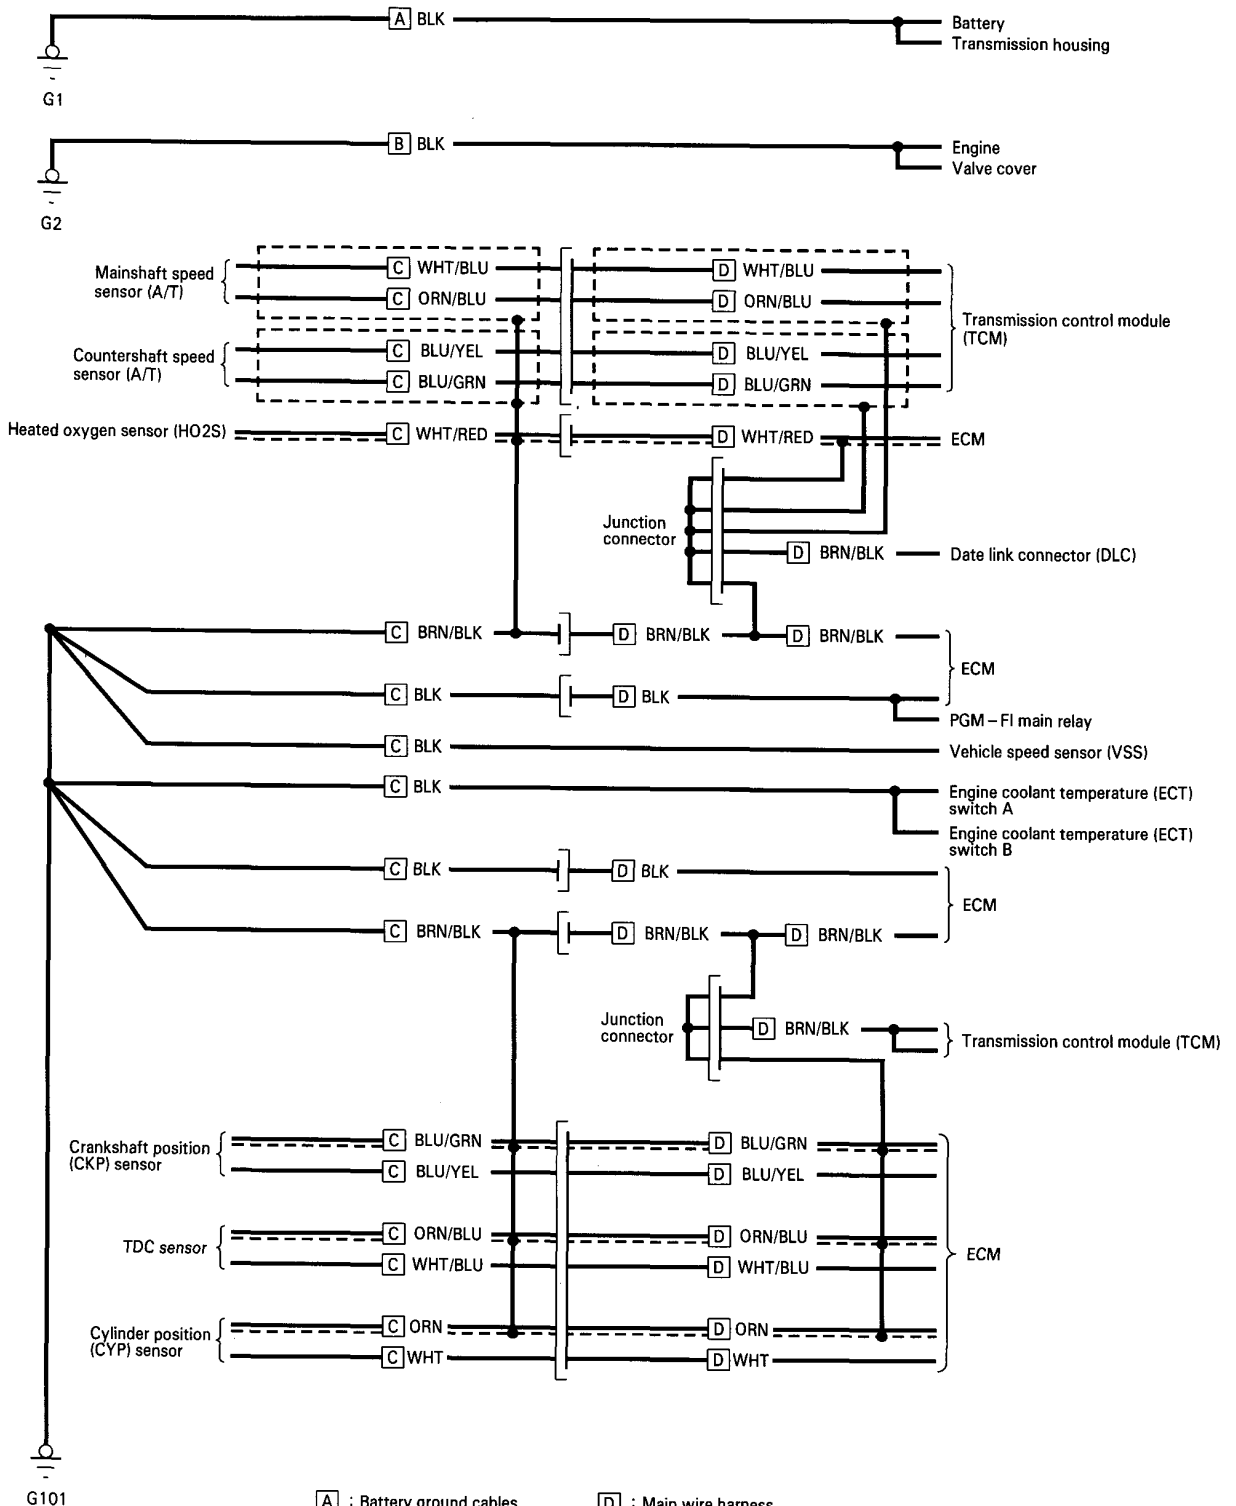 A BLK
Battery
Transmission housing
G1
B BLK
Engine
Valve cover
G2
Mainshaft speed
sensor (A/T)
C WHT/BLU
D WHT/BLU
C ORN/BLU
D ORN/BLU
Transmission control module
(TCM)
Countershaft speed
sensor (A/T)
C BLU/YEL
D BLU/YEL
C BLU/GRN
D BLU/GRN
Heated oxygen sensor (HO2S)
C WHT/RED
D WHT/RED
ECM
Junction
connector
D BRN/BLK
Date link connector (DLC)
C BRN/BLK
D BRN/BLK
D BRN/BLK
ECM
C BLK
D BLK
PGM – FI main relay
C BLK
Vehicle speed sensor (VSS)
C BLK
Engine coolant temperature (ECT)
switch A
Engine coolant temperature (ECT)
switch B
C BLK
D BLK
ECM
C BRN/BLK
D BRN/BLK
D BRN/BLK
Junction
connector
D BRN/BLK
Transmission control module (TCM)
Crankshaft position
(CKP) sensor
C BLU/GRN
D BLU/GRN
C BLU/YEL
D BLU/YEL
TDC sensor
C ORN/BLU
D ORN/BLU
C WHT/BLU
D WHT/BLU
ECM
Cylinder position
(CYP) sensor
C ORN
D ORN
C WHT
D WHT
G101
A : Battery ground cables
D : Main wire harness